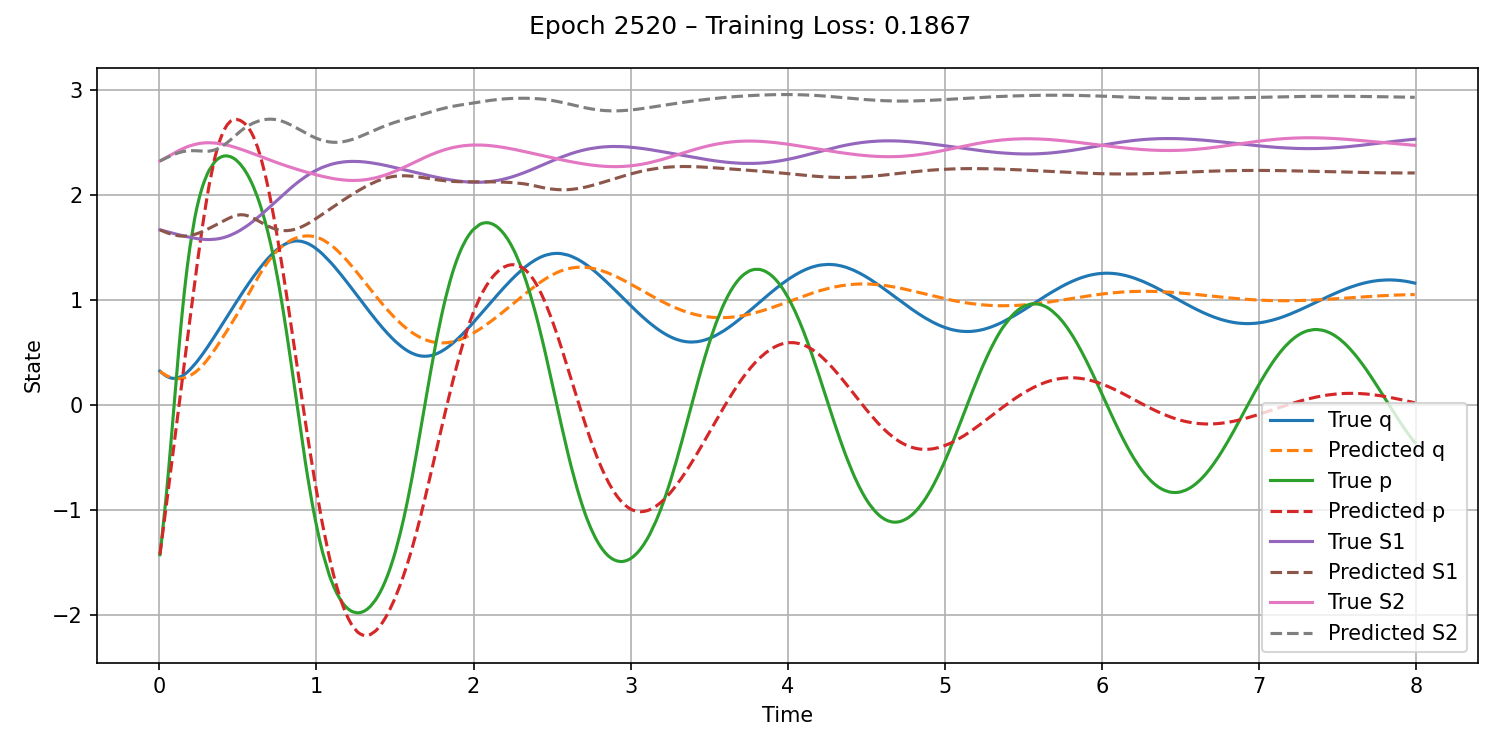 Epoch 2520 – Training Loss: 0.1867
3
2
1
0
−1
−2
State
0 1 2 3 4 5 6 7 8
Time
True q
Predicted q
True p
Predicted p
True S1
Predicted S1
True S2
Predicted S2